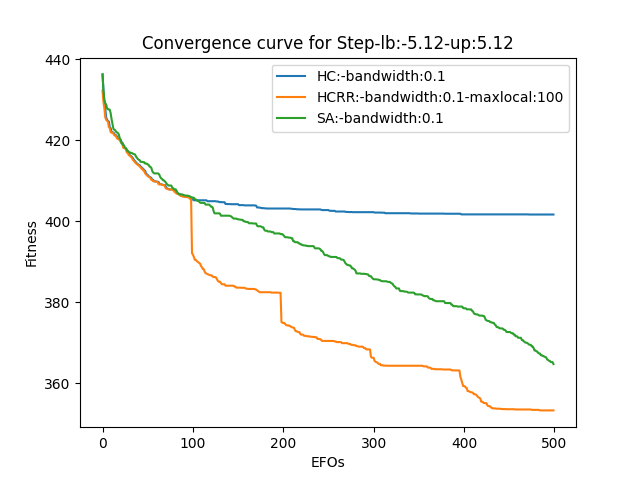 Convergence curve for Step-lb:-5.12-up:5.12
HC:-bandwidth:0.1
HCRR:-bandwidth:0.1-maxlocal:100
SA:-bandwidth:0.1
Fitness
440
420
400
380
360
0 100 200 300 400 500
EFOs